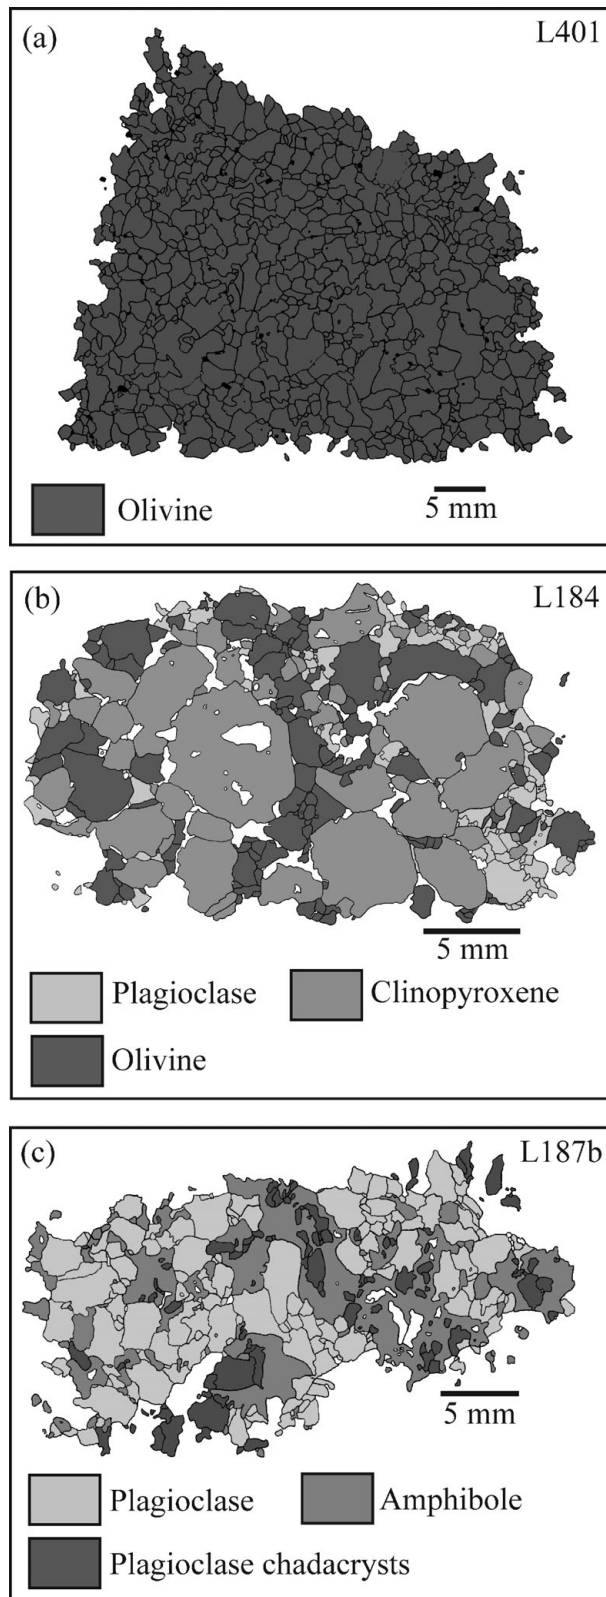 (a) L401
Olivine
5 mm
(b) L184
5 mm
Plagioclase Clinopyroxene
Olivine
(c) L187b
5 mm
Plagioclase Amphibole
Plagioclase chadacrysts